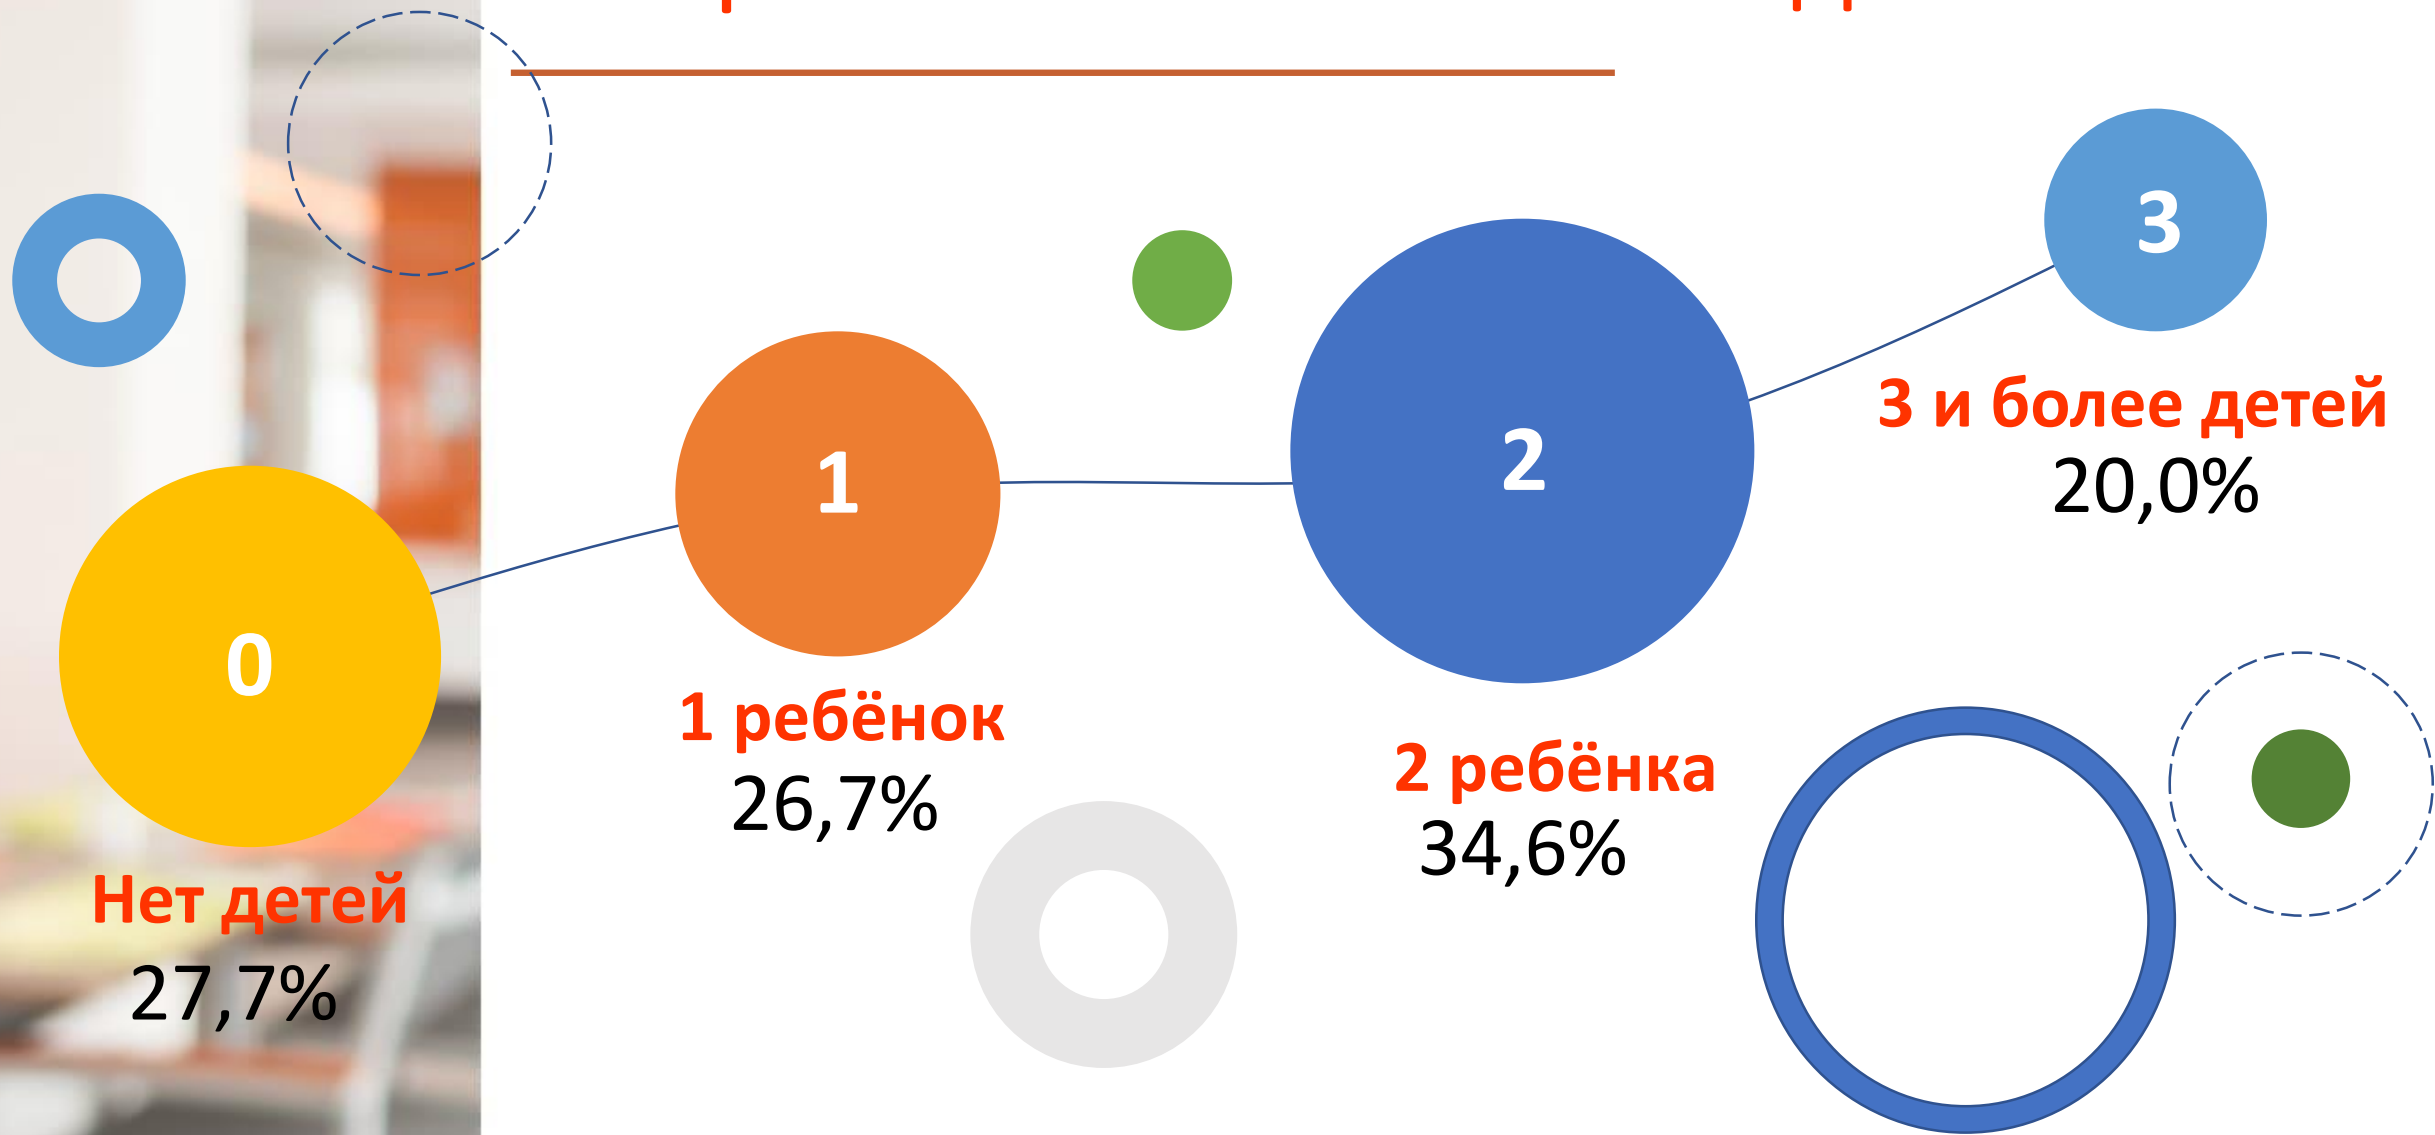 0
Нет детей
27,7%
1
1 ребёнок
26,7%
2
2 ребёнка
34,6%
3
3 и более детей
20,0%